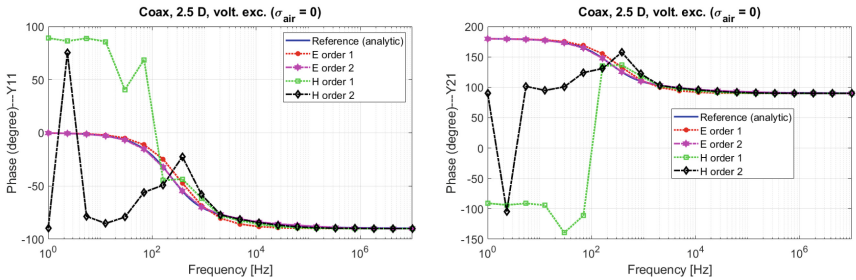 Coax, 2.5 D, volt. exc. (σair = 0)
Phase (degree)---Y11
100
50
0
-50
-100
Reference (analytic)
E order 1
E order 2
H order 1
H order 2
10^0
10^2
10^4
10^6
Frequency [Hz]
Coax, 2.5 D, volt. exc. (σair = 0)
Phase (degree)---Y21
200
150
100
50
0
-50
-100
-150
Reference (analytic)
E order 1
E order 2
H order 1
H order 2
10^0
10^2
10^4
10^6
Frequency [Hz]